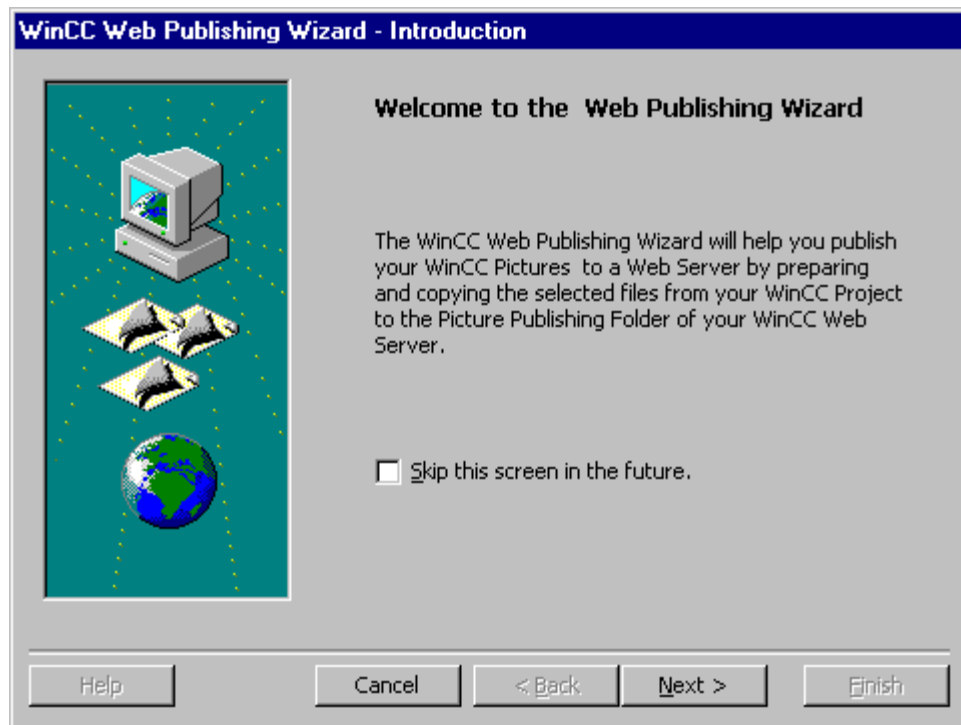 WinCC Web Publishing Wizard - Introduction
Welcome to the  Web Publishing Wizard
The WinCC Web Publishing Wizard will help you publish
your WinCC Pictures  to a Web Server by preparing
and copying the selected files from your WinCC Project
to the Picture Publishing Folder of your WinCC Web
Server.
Skip this screen in the future.
Help
Cancel
< Back
Next >
Finish